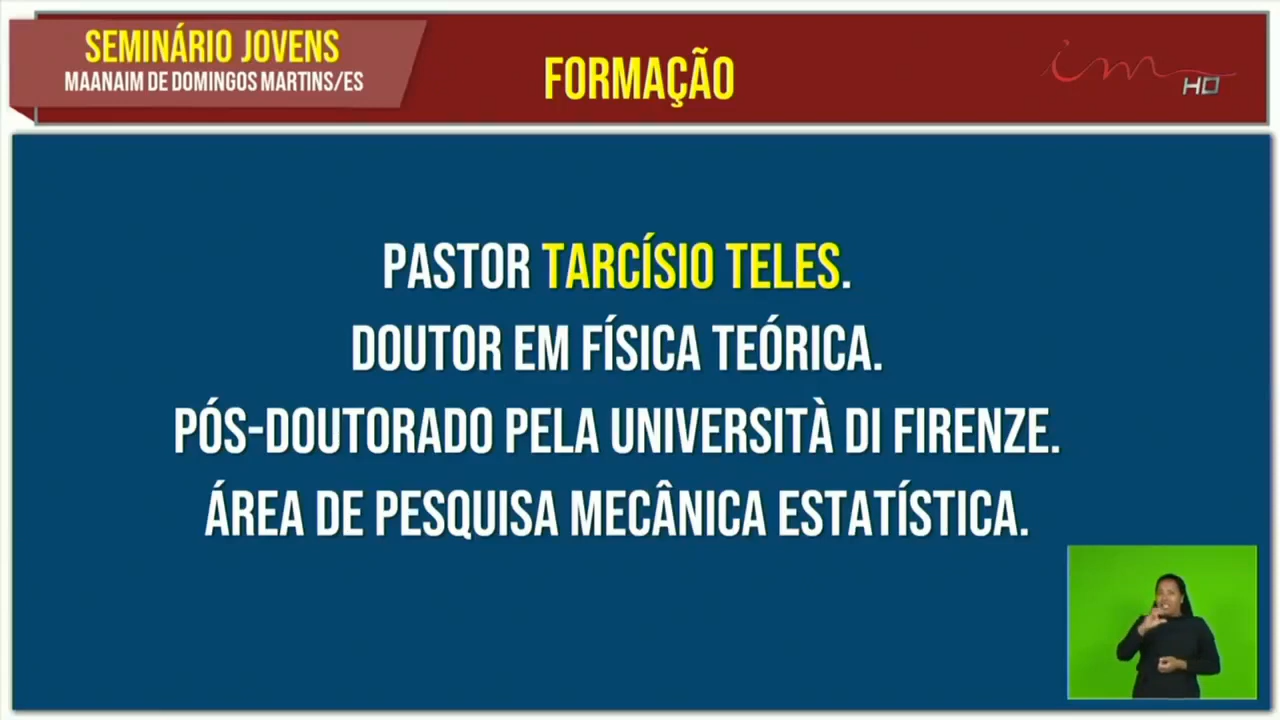 SEMINÁRIO JOVENS
MAANAIM DE DOMINGOS MARTINS/ES
FORMAÇÃO
im HD
PASTOR TARCÍSIO TELES.
DOUTOR EM FÍSICA TEÓRICA.
PÓS-DOUTORADO PELA UNIVERSITÀ DI FIRENZE.
ÁREA DE PESQUISA MECÂNICA ESTATÍSTICA.